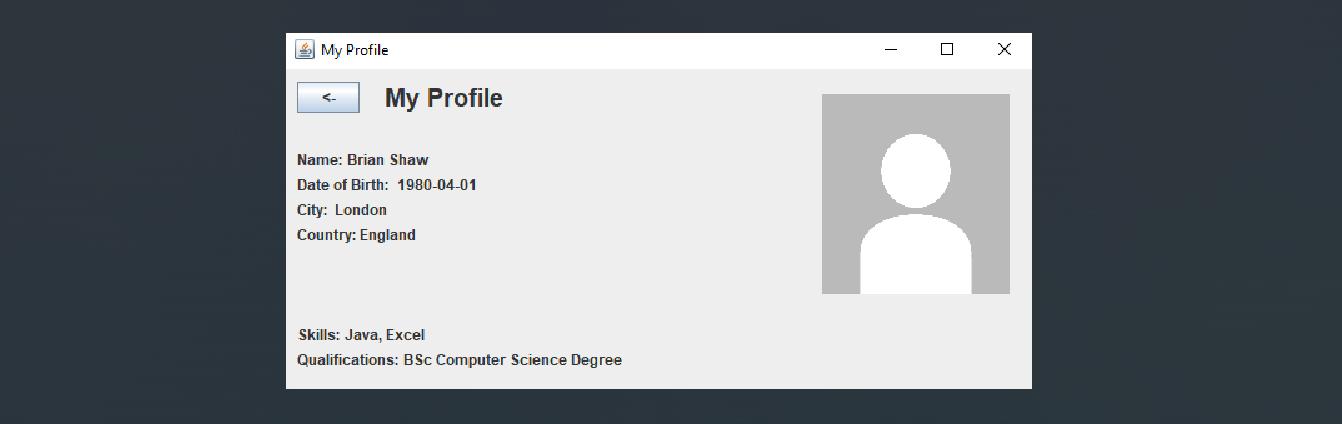 My Profile
<- My Profile
Name: Brian Shaw
Date of Birth: 1980-04-01
City: London
Country: England
Skills: Java, Excel
Qualifications: BSc Computer Science Degree